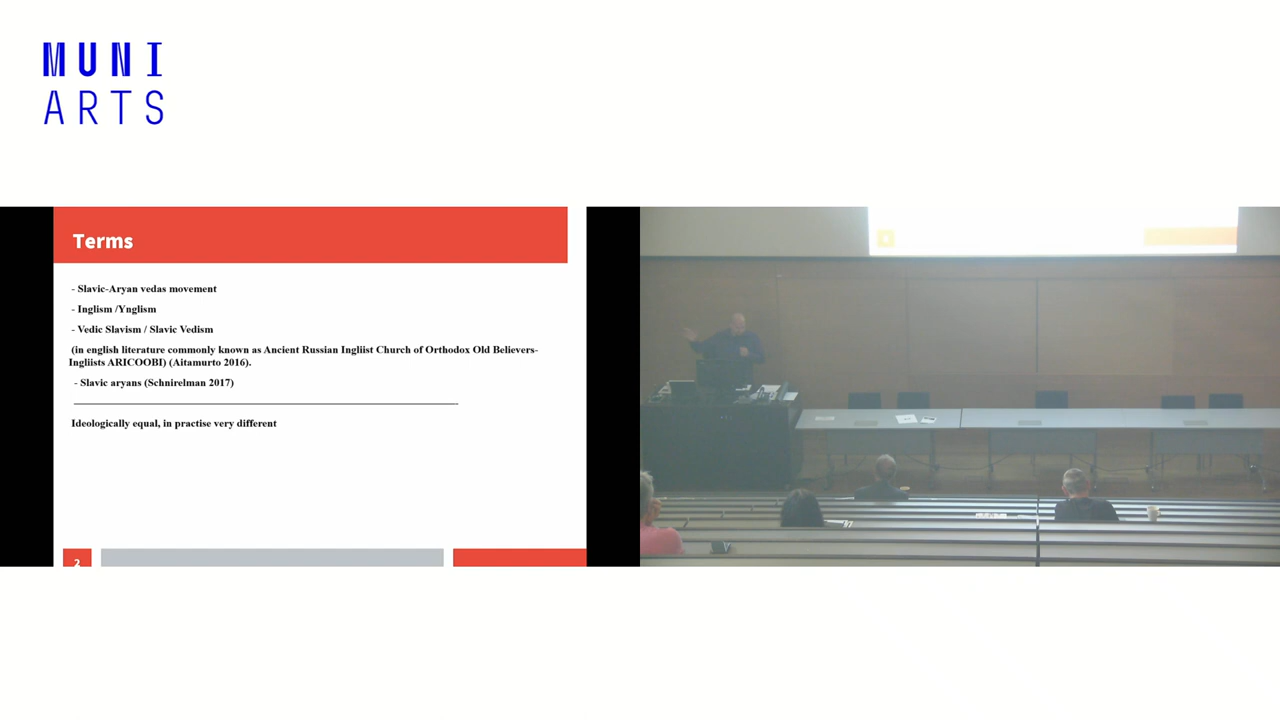 MUNI
ARTS
Terms
- Slavic-Aryan vedas movement
- Inglism /Ynglism
- Vedic Slavism / Slavic Vedism
(in english literature commonly known as Ancient Russian Ingliist Church of Orthodox Old Believers-
Ingliists ARICOOBI) (Aitamurto 2016).
- Slavic aryans (Schnirelman 2017)
Ideologically equal, in practise very different
2